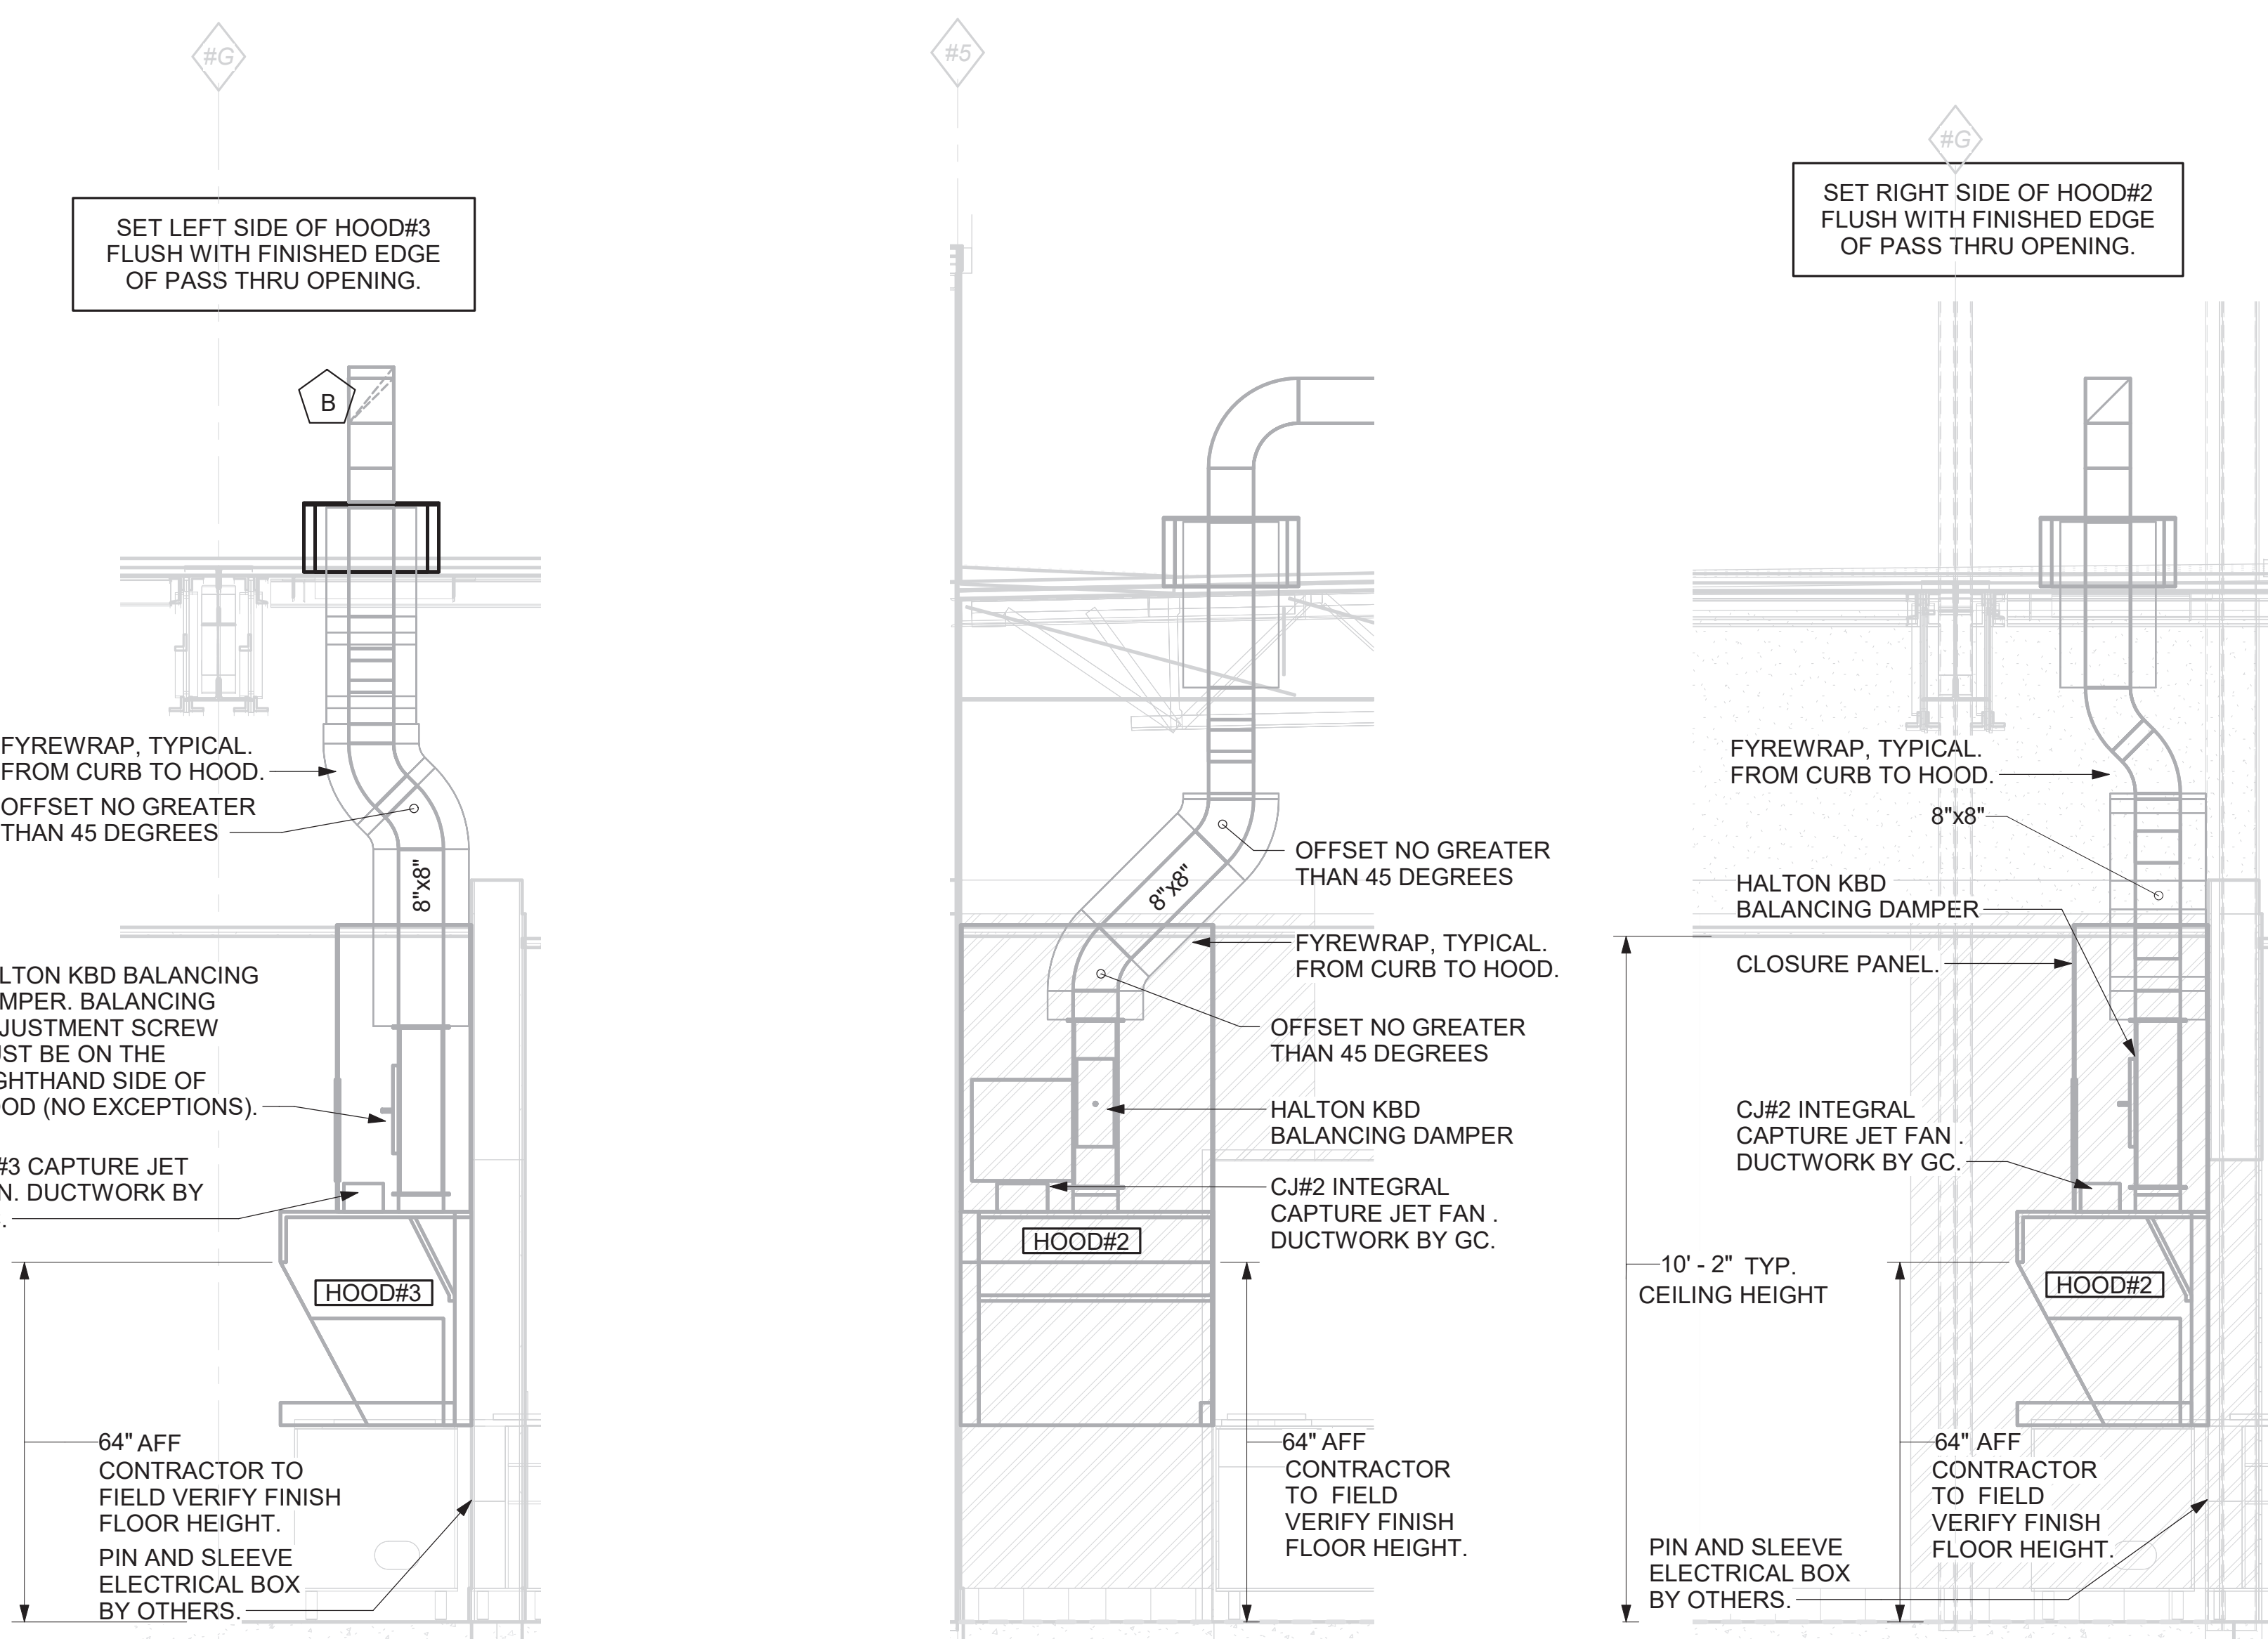 #G
SET LEFT SIDE OF HOOD#3
FLUSH WITH FINISHED EDGE
OF PASS THRU OPENING.
B
FYREWRAP, TYPICAL.
FROM CURB TO HOOD.
OFFSET NO GREATER
THAN 45 DEGREES
8"x8"
LTON KBD BALANCING
MPER. BALANCING
JUSTMENT SCREW
ST BE ON THE
GHTHAND SIDE OF
OOD (NO EXCEPTIONS).
#3 CAPTURE JET
N. DUCTWORK BY
.
HOOD#3
64" AFF
CONTRACTOR TO
FIELD VERIFY FINISH
FLOOR HEIGHT.
PIN AND SLEEVE
ELECTRICAL BOX
BY OTHERS.
#5
OFFSET NO GREATER
THAN 45 DEGREES
8"x8"
FYREWRAP, TYPICAL.
FROM CURB TO HOOD.
OFFSET NO GREATER
THAN 45 DEGREES
HALTON KBD
BALANCING DAMPER
CJ#2 INTEGRAL
CAPTURE JET FAN .
DUCTWORK BY GC.
HOOD#2
64" AFF
CONTRACTOR
TO FIELD
VERIFY FINISH
FLOOR HEIGHT.
#G
SET RIGHT SIDE OF HOOD#2
FLUSH WITH FINISHED EDGE
OF PASS THRU OPENING.
FYREWRAP, TYPICAL.
FROM CURB TO HOOD.
8"x8"
HALTON KBD
BALANCING DAMPER
CLOSURE PANEL.
CJ#2 INTEGRAL
CAPTURE JET FAN .
DUCTWORK BY GC.
10' - 2" TYP.
CEILING HEIGHT
HOOD#2
64" AFF
CONTRACTOR
TO FIELD
VERIFY FINISH
FLOOR HEIGHT.
PIN AND SLEEVE
ELECTRICAL BOX
BY OTHERS.